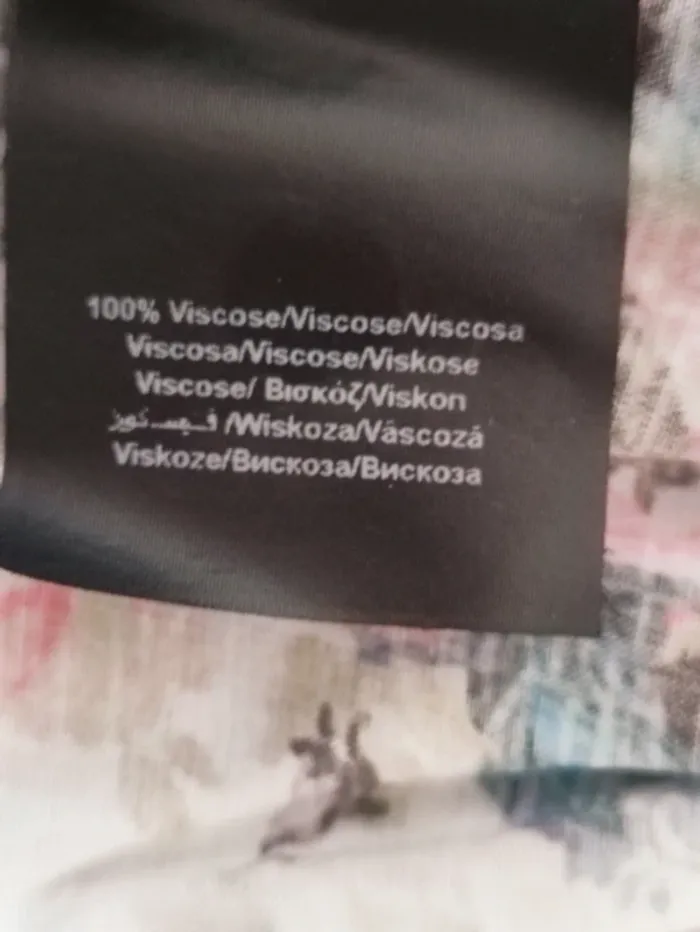 100% Viscose/Viscose/Viscosa
Viscosa/Viscose/Viskose
Viscose/ Βισκόζ/Viskon
فيسكوز /Wiskoza/Vâscoză
Viskoze/Вискоза/Вискоза